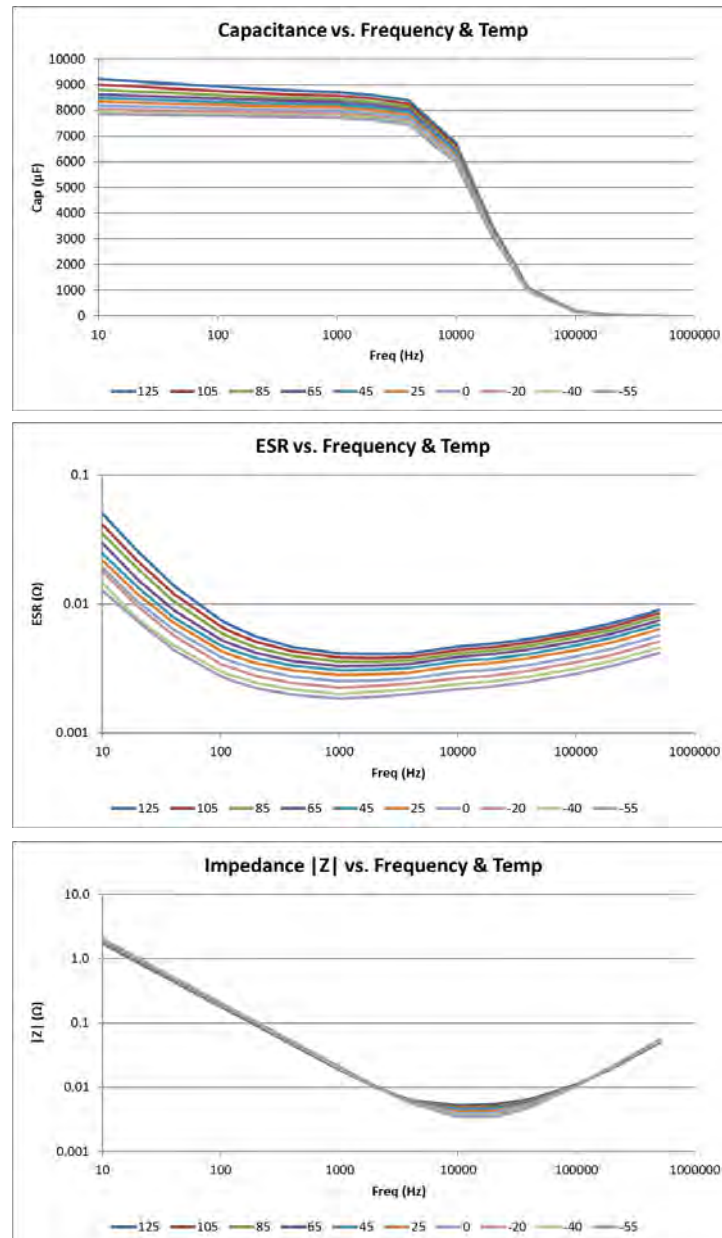 Capacitance vs. Frequency & Temp
10000
9000
8000
7000
6000
5000
4000
3000
2000
1000
0
Cap (µF)
10 100 1000 10000 100000 1000000
Freq (Hz)
125 105 85 65 45 25 0 -20 -40 -55
ESR vs. Frequency & Temp
0.1
0.01
0.001
ESR (Ω)
10 100 1000 10000 100000 1000000
Freq (Hz)
125 105 85 65 45 25 0 -20 -40 -55
Impedance |Z| vs. Frequency & Temp
10.0
1.0
0.1
0.01
0.001
|Z| (Ω)
10 100 1000 10000 100000 1000000
Freq (Hz)
125 105 85 65 45 25 0 -20 -40 -55